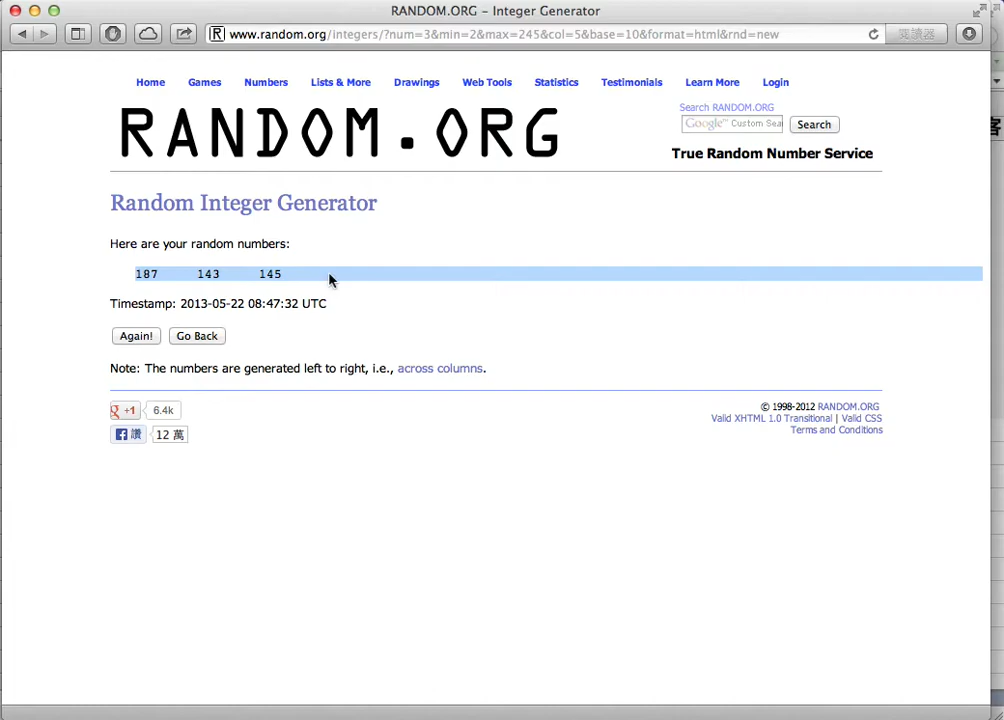 RANDOM.ORG – Integer Generator
www.random.org/integers/?num=3&min=2&max=245&col=5&base=10&format=html&rnd=new
閱讀器
Home Games Numbers Lists & More Drawings Web Tools Statistics Testimonials Learn More Login
RANDOM.ORG
Search RANDOM.ORG
Google™ Custom Sea Search
True Random Number Service
Random Integer Generator
Here are your random numbers:
187 143 145
Timestamp: 2013-05-22 08:47:32 UTC
Again! Go Back
Note: The numbers are generated left to right, i.e., across columns.
g +1 6.4k
讚 12 萬
© 1998-2012 RANDOM.ORG
Valid XHTML 1.0 Transitional | Valid CSS
Terms and Conditions
客